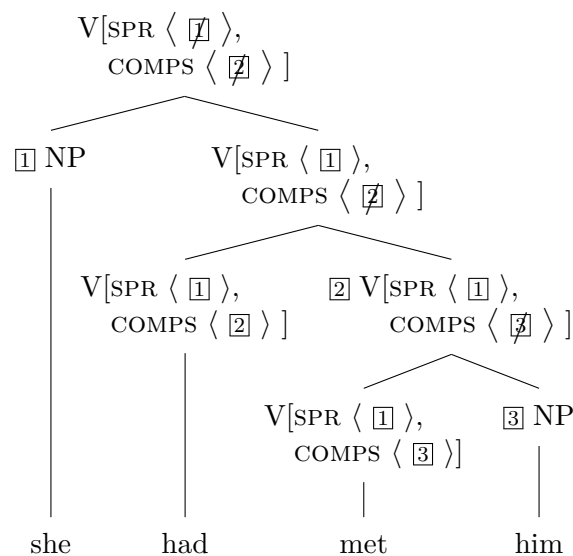 V[SPR ⟨ 1̸ ⟩,
COMPS ⟨ 2̸ ⟩ ]
1 NP V[SPR ⟨ 1 ⟩,
COMPS ⟨ 2̸ ⟩ ]
V[SPR ⟨ 1 ⟩, 2 V[SPR ⟨ 1 ⟩,
COMPS ⟨ 2 ⟩ ] COMPS ⟨ 3̸ ⟩ ]
V[SPR ⟨ 1 ⟩, 3 NP
COMPS ⟨ 3 ⟩]
she had met him